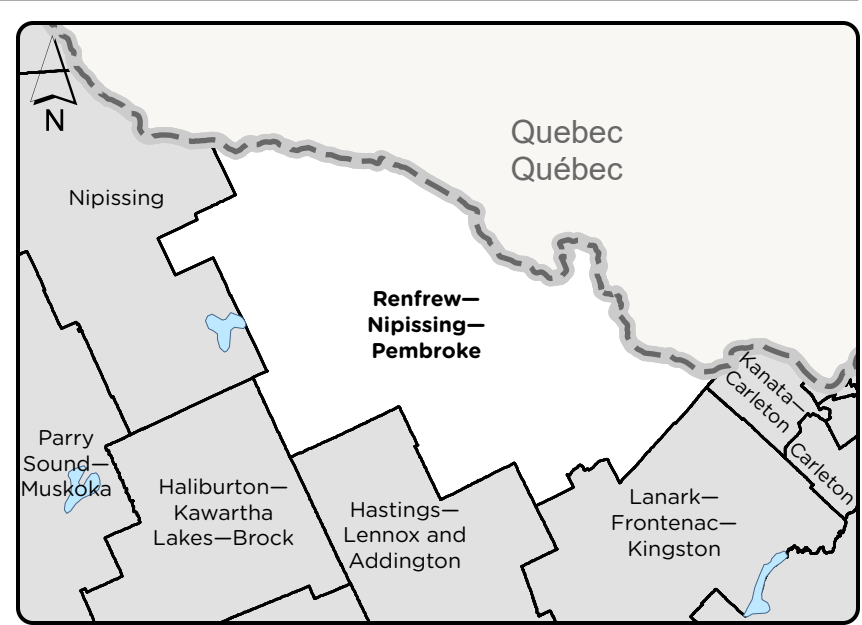 N
Quebec
Québec
Nipissing
Renfrew—
Nipissing—
Pembroke
Kanata—
Carleton
Carleton
Parry
Sound—
Muskoka
Haliburton—
Kawartha
Lakes—Brock
Hastings—
Lennox and
Addington
Lanark—
Frontenac—
Kingston